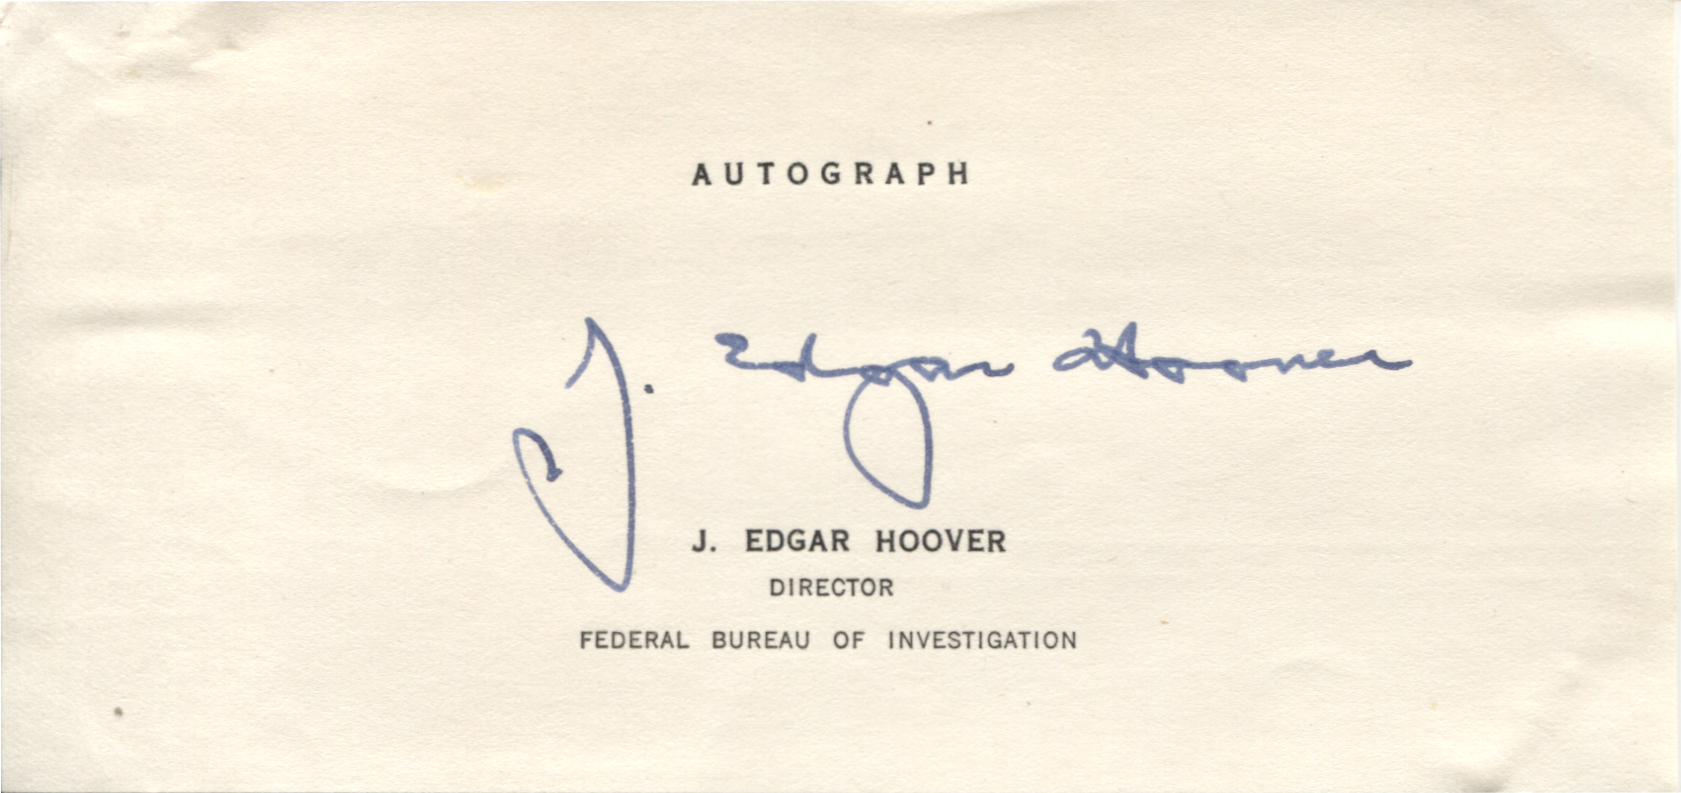 AUTOGRAPH
J. Edgar Hoover
J. EDGAR HOOVER
DIRECTOR
FEDERAL BUREAU OF INVESTIGATION